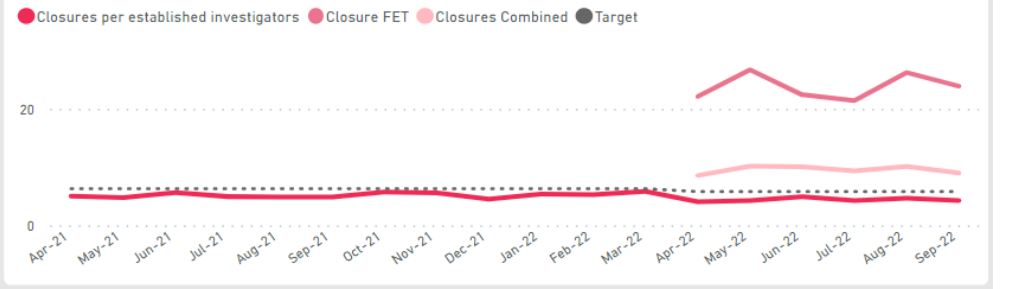 Closures per established investigators Closure FET Closures Combined Target
20
0
Apr-21 May-21 Jun-21 Jul-21 Aug-21 Sep-21 Oct-21 Nov-21 Dec-21 Jan-22 Feb-22 Mar-22 Apr-22 May-22 Jun-22 Jul-22 Aug-22 Sep-22